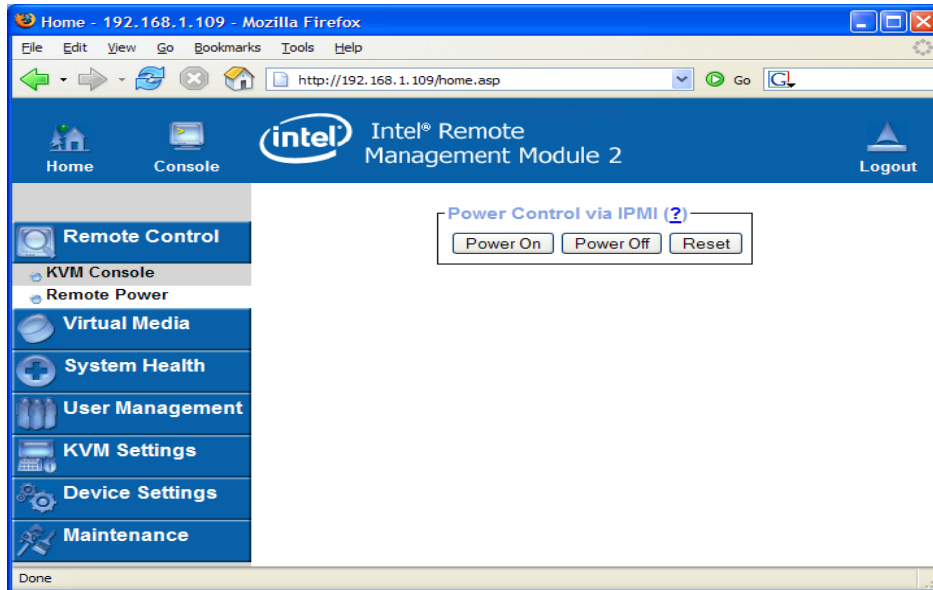 Home - 192.168.1.109 - Mozilla Firefox
File Edit View Go Bookmarks Tools Help
http://192.168.1.109/home.asp Go G
Home Console intel® Intel® Remote Management Module 2 Logout
Power Control via IPMI (?)
Power On Power Off Reset
Remote Control
KVM Console
Remote Power
Virtual Media
System Health
User Management
KVM Settings
Device Settings
Maintenance
Done